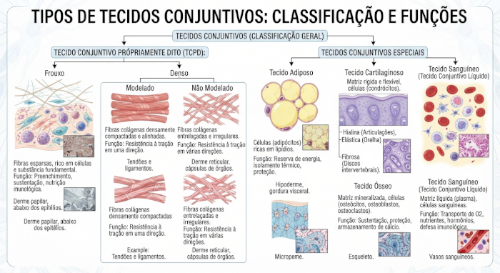 TIPOS DE TECIDOS CONJUNTIVOS: CLASSIFICAÇÃO E FUNÇÕES
TECIDOS CONJUNTIVOS (CLASSIFICAÇÃO GERAL)
TECIDO CONJUNTIVO PRÓPRIAMENTE DITO (TCPD):
Frouxo
Fibras esparsas, rico em células
e substância fundamental.
Função: Preenchimento,
sustentação, nutrição
Derme papilar,
abaixo dos epitélios.
Derme papilar, abaixo
dos epitélios.
Denso
Modelado
Fibras colágenas densamente
compactadas e alinhadas.
Função: Resistência à tração
em uma direção.
Tendões e
ligamentos.
Fibras colágenas
densamente compactadas
Função: Resistência à
tração em uma direção.
Exemplo:
Tendões e ligamentos.
Não Modelado
Fibras colágenas
entrelaçadas e irregulares.
Função: Resistência à tração
em várias direções.
Derme reticular,
cápsulas de órgãos.
Fibras colágenas
entrelaçadas e
irregulares.
Função: Resistência à
tração em várias direções.
Derme reticular,
cápsulas de órgãos.
TECIDOS CONJUNTIVOS ESPECIAIS
Tecido Adiposo
Células (adipócitos)
ricas em lipídios.
Função: Reserva de energia,
isolamento térmico,
proteção.
Hipoderme,
gordura visceral.
Micropeme.
Tecido Cartilaginoso
Matriz rígida e flexível,
células (condrócitos).
- Hialina (Articulações),
- Elástica (Orelha)
- Fibrosa
(Discos
intervertebrais).
Tecido Ósseo
Matriz mineralizada, células
(osteócitos, osteoblastos,
osteoclastos).
Função: Sustentação, proteção,
armazenamento de cálcio.
Esqueleto.
Tecido Sanguíneo
(Tecido Conjuntivo Líquido)
Tecido Sanguíneo
(Tecido Conjuntivo Líquido)
Matriz líquida (plasma),
células sanguíneas.
Função: Transporte de O2,
nutrientes, hormônios,
defesa imunológica.
Vasos sanguíneos.